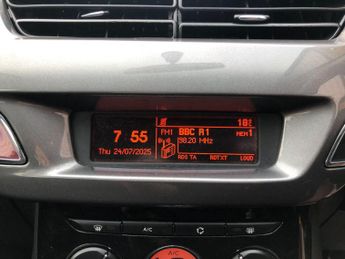 18°
7 55
FM1 BBC R1 MEM1
98.20 MHz
Thu 24/07/2025
RDS TA RDTXT LOUD
A/C
A/C